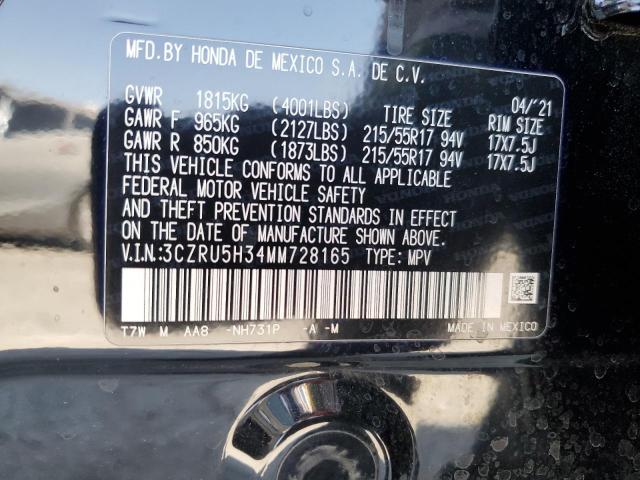 MFD.BY HONDA DE MEXICO S.A. DE C.V.
04/'21
GVWR 1815KG (4001LBS) TIRE SIZE RIM SIZE
GAWR F 965KG (2127LBS) 215/55R17 94V 17X7.5J
GAWR R 850KG (1873LBS) 215/55R17 94V 17X7.5J
THIS VEHICLE CONFORMS TO ALL APPLICABLE
FEDERAL MOTOR VEHICLE SAFETY
AND THEFT PREVENTION STANDARDS IN EFFECT
ON THE DATE OF MANUFACTURE SHOWN ABOVE.
V.I.N:3CZRU5H34MM728165 TYPE: MPV
T7W M AA8 -NH731P -A -M
MADE IN MEXICO